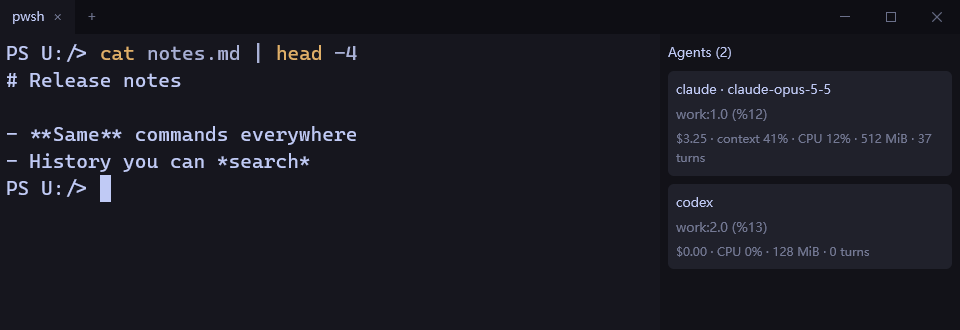 pwsh × +
PS U:/> cat notes.md | head -4
# Release notes
- **Same** commands everywhere
- History you can *search*
PS U:/>
Agents (2)
claude · claude-opus-5-5
work:1.0 (%12)
$3.25 · context 41% · CPU 12% · 512 MiB · 37
turns
codex
work:2.0 (%13)
$0.00 · CPU 0% · 128 MiB · 0 turns